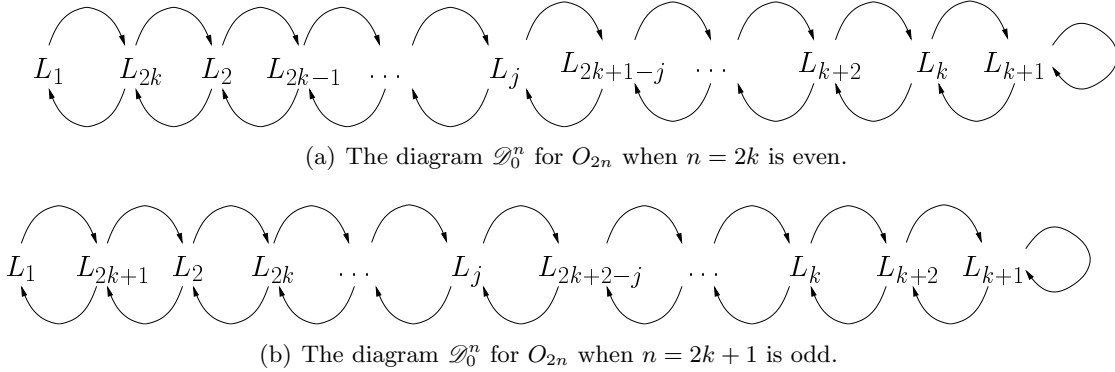 L_1 L_{2k} L_2 L_{2k−1} … L_j L_{2k+1−j} … L_{k+2} L_k L_{k+1}
(a) The diagram 𝒟_0^n for O_{2n} when n = 2k is even.
L_1 L_{2k+1} L_2 L_{2k} … L_j L_{2k+2−j} … L_k L_{k+2} L_{k+1}
(b) The diagram 𝒟_0^n for O_{2n} when n = 2k + 1 is odd.